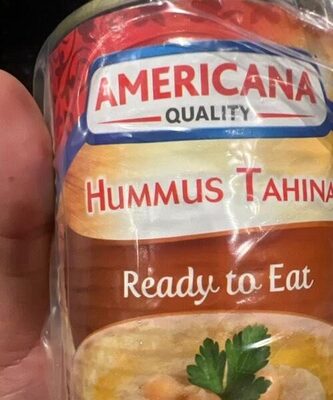 AMERICANA
QUALITY
HUMMUS TAHINA
Ready to Eat